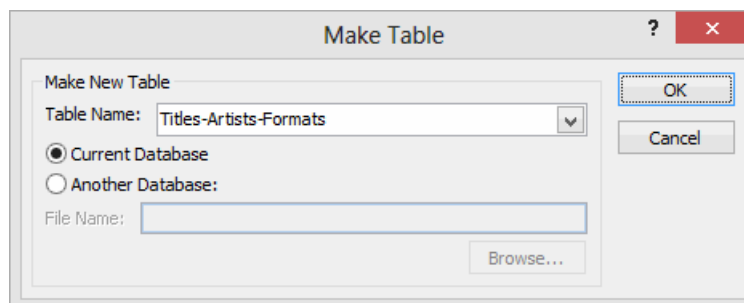 Make Table
?
×
Make New Table
OK
Table Name: Titles-Artists-Formats
Cancel
Current Database
Another Database:
File Name:
Browse...